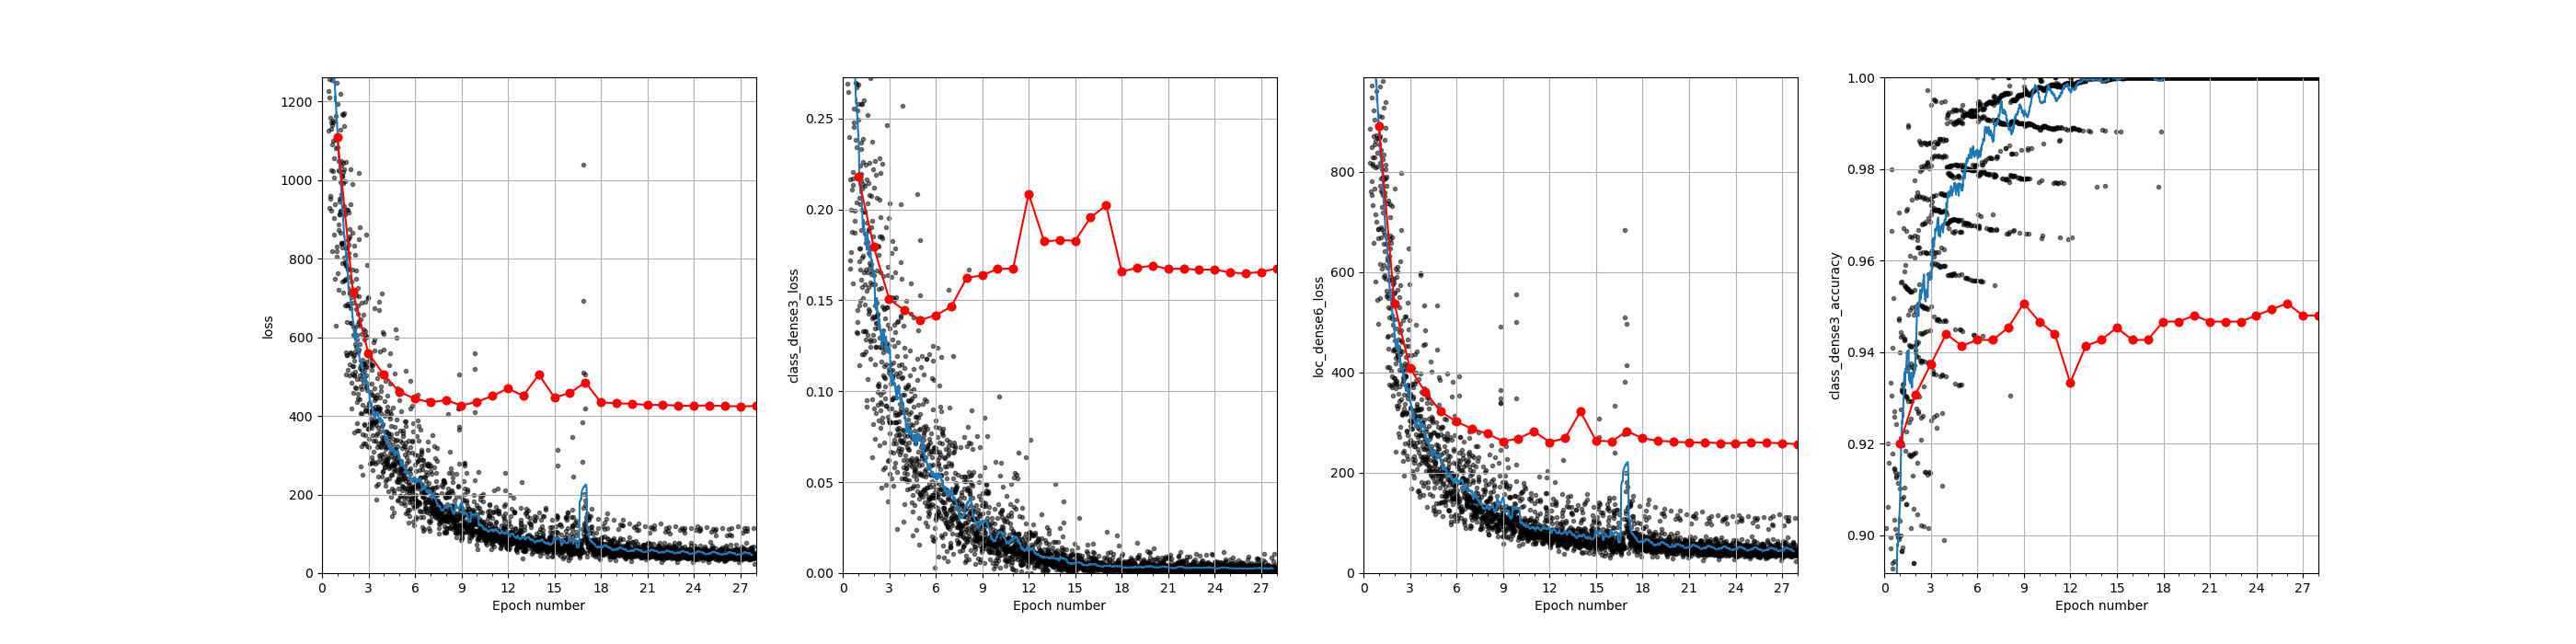 loss
1200
1000
800
600
400
200
0
0 3 6 9 12 15 18 21 24 27
Epoch number
class_dense3_loss
0.25
0.20
0.15
0.10
0.05
0.00
0 3 6 9 12 15 18 21 24 27
Epoch number
loc_dense6_loss
800
600
400
200
0
0 3 6 9 12 15 18 21 24 27
Epoch number
class_dense3_accuracy
1.00
0.98
0.96
0.94
0.92
0.90
0 3 6 9 12 15 18 21 24 27
Epoch number